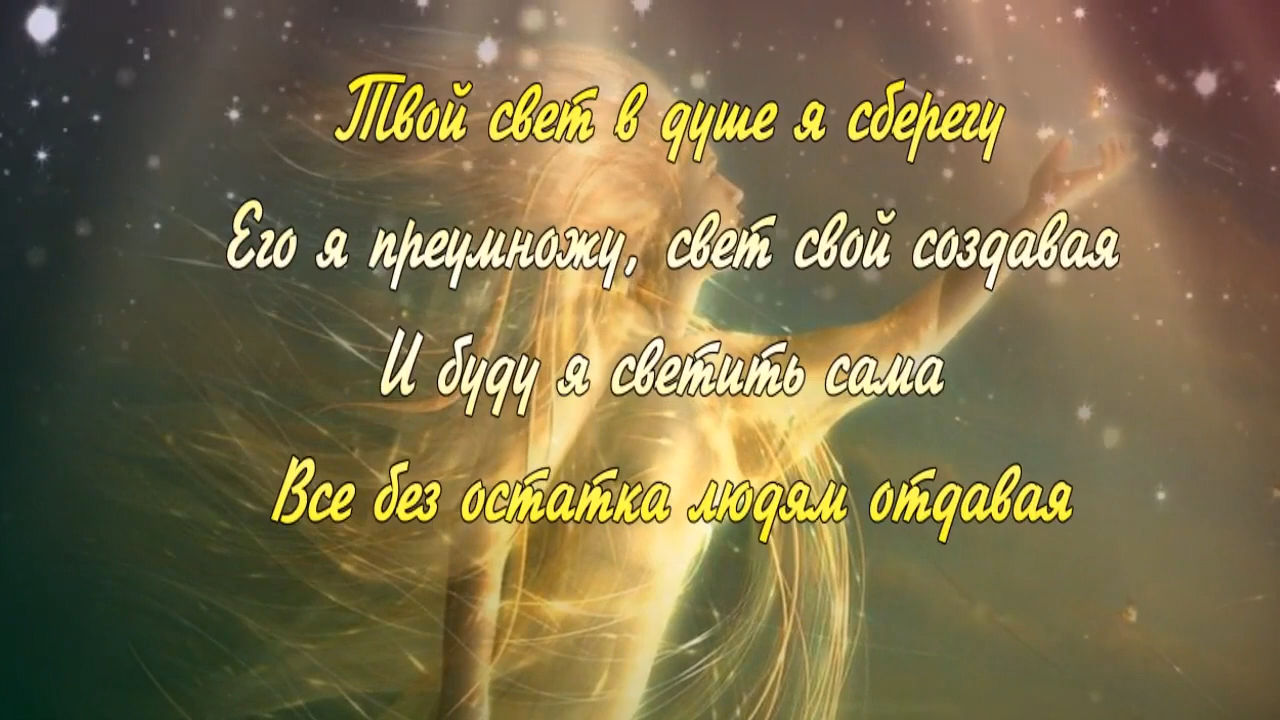 Твой свет в душе я сберегу
Его я преумножу, свет свой создавая
И буду я светить сама
Все без остатка людям отдавая